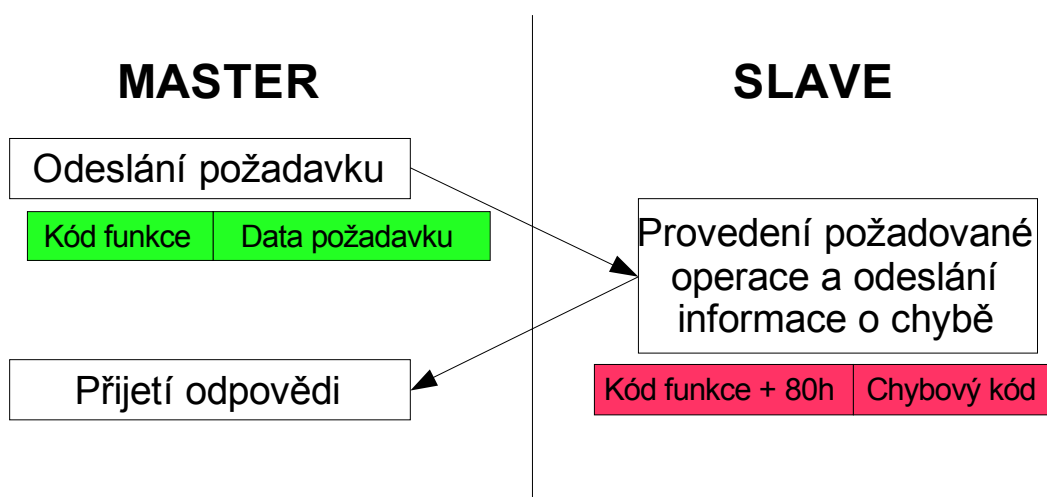 MASTER
SLAVE
Odeslání požadavku
Kód funkce
Data požadavku
Provedení požadované
operace a odeslání
informace o chybě
Přijetí odpovědi
Kód funkce + 80h
Chybový kód